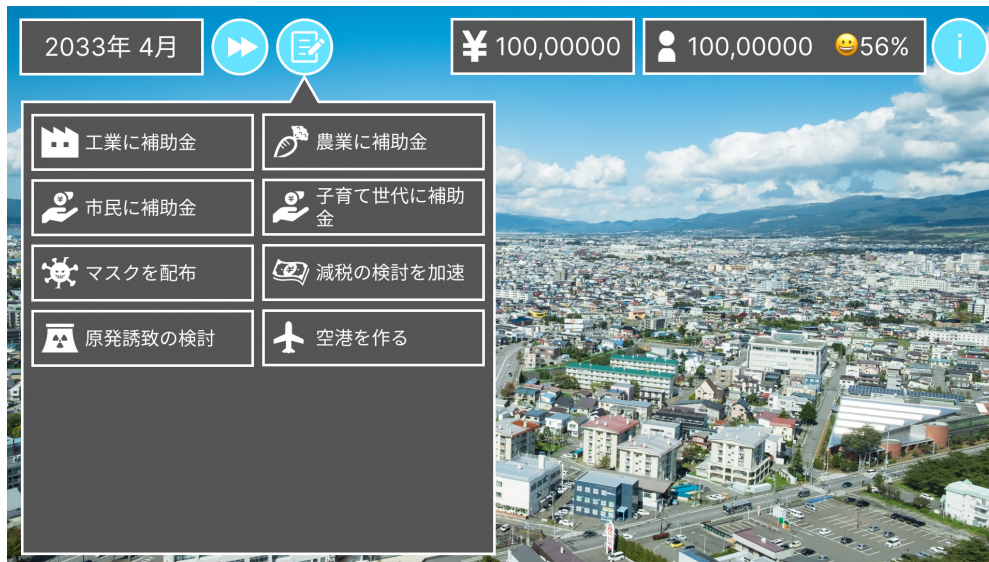 2033年 4月
¥ 100,00000
100,00000 😀56%
i
工業に補助金
農業に補助金
市民に補助金
子育て世代に補助
金
マスクを配布
減税の検討を加速
原発誘致の検討
空港を作る